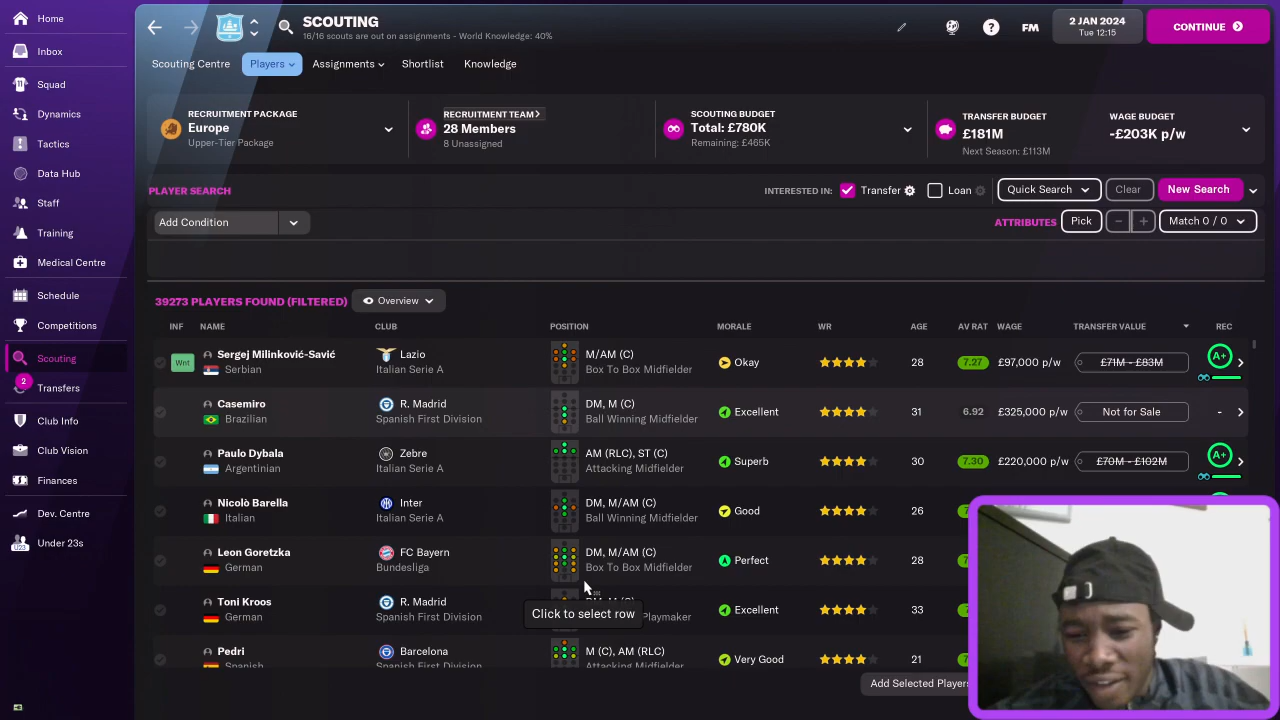 Home
Inbox
Squad
Dynamics
Tactics
Data Hub
Staff
Training
Medical Centre
Schedule
Competitions
Scouting
2
Transfers
Club Info
Club Vision
Finances
Dev. Centre
Under 23s
SCOUTING
16/16 scouts are out on assignments - World Knowledge: 40%
FM
2 JAN 2024
Tue 12:15
CONTINUE
Scouting Centre
Players
Assignments
Shortlist
Knowledge
RECRUITMENT PACKAGE
Europe
Upper-Tier Package
RECRUITMENT TEAM
28 Members
8 Unassigned
SCOUTING BUDGET
Total: £780K
Remaining: £465K
TRANSFER BUDGET
£181M
Next Season: £113M
WAGE BUDGET
-£203K p/w
PLAYER SEARCH
INTERESTED IN:
Transfer
Loan
Quick Search
Clear
New Search
Add Condition
ATTRIBUTES
Pick
Match 0 / 0
39273 PLAYERS FOUND (FILTERED)
Overview
INF NAME CLUB POSITION MORALE WR AGE AV RAT WAGE TRANSFER VALUE REC
Wnt Sergej Milinković-Savić Lazio M/AM (C) Okay 28 7.27 £97,000 p/w £71M - £83M A+
Serbian Italian Serie A Box To Box Midfielder
Casemiro R. Madrid DM, M (C) Excellent 31 6.92 £325,000 p/w Not for Sale -
Brazilian Spanish First Division Ball Winning Midfielder
Paulo Dybala Zebre AM (RLC), ST (C) Superb 30 7.30 £220,000 p/w £70M - £102M A+
Argentinian Italian Serie A Attacking Midfielder
Nicolò Barella Inter DM, M/AM (C) Good 26
Italian Italian Serie A Ball Winning Midfielder
Leon Goretzka FC Bayern DM, M/AM (C) Perfect 28
German Bundesliga Box To Box Midfielder
Toni Kroos R. Madrid DM, M (C) Excellent 33
German Spanish First Division Playmaker
Click to select row
Pedri Barcelona M (C), AM (RLC) Very Good 21
Spanish Spanish First Division Attacking Midfielder
Add Selected Players